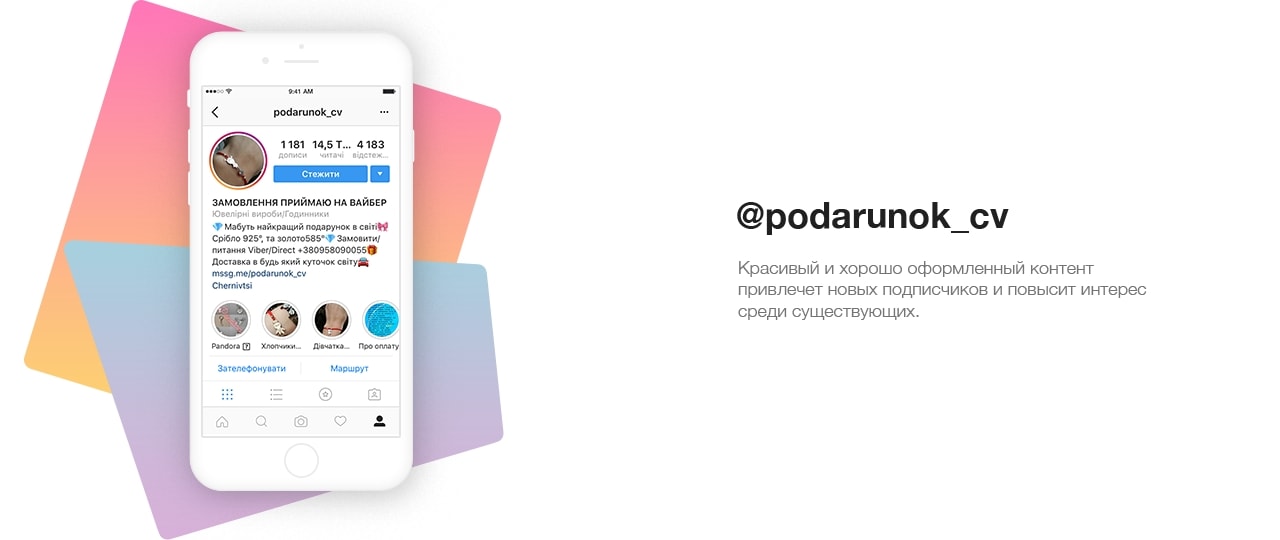 9:41 AM
podarunok_cv
1 181 14,5 Т... 4 183
дописи читачі відстеж...
Стежити
ЗАМОВЛЕННЯ ПРИЙМАЮ НА ВАЙБЕР
Ювелірні вироби/Годинники
💎 Мабуть найкращий подарунок в світі🎀
Срібло 925°, та золото585°💎 Замовити/
питання Viber/Direct +380958090055🎁
Доставка в будь який куточок світу🚘
mssg.me/podarunok_cv
Chernivtsi
Pandora Хлопчики... Дівчатка... Про оплату
Зателефонувати Маршрут
@podarunok_cv
Красивый и хорошо оформленный контент
привлечет новых подписчиков и повысит интерес
среди существующих.